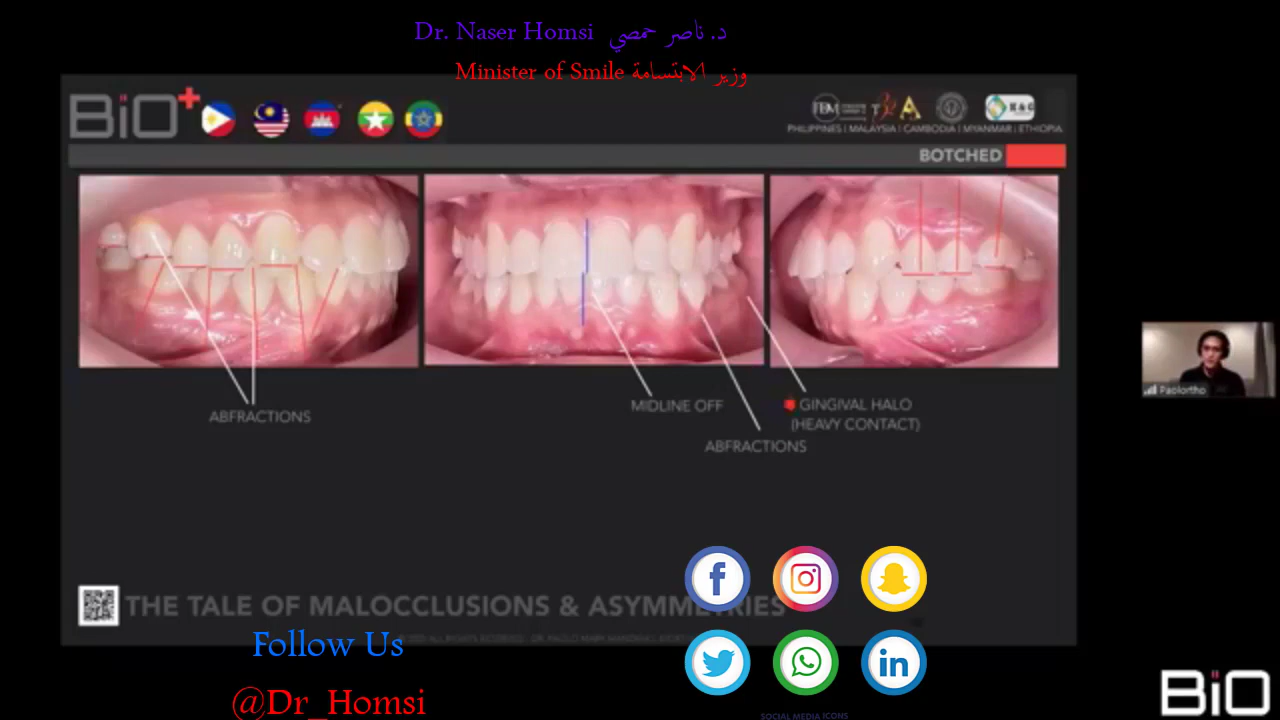 Dr. Naser Homsi د. ناصر حمصي
Minister of Smile وزير الابتسامة
BiO+
K&G
PHILIPPINES | MALAYSIA | CAMBODIA | MYANMAR | ETHIOPIA
BOTCHED
ABFRACTIONS
MIDLINE OFF
GINGIVAL HALO
(HEAVY CONTACT)
ABFRACTIONS
Paolortho
THE TALE OF MALOCCLUSIONS & ASYMMETRIES
Follow Us
@Dr_Homsi
SOCIAL MEDIA ICONS
BiO